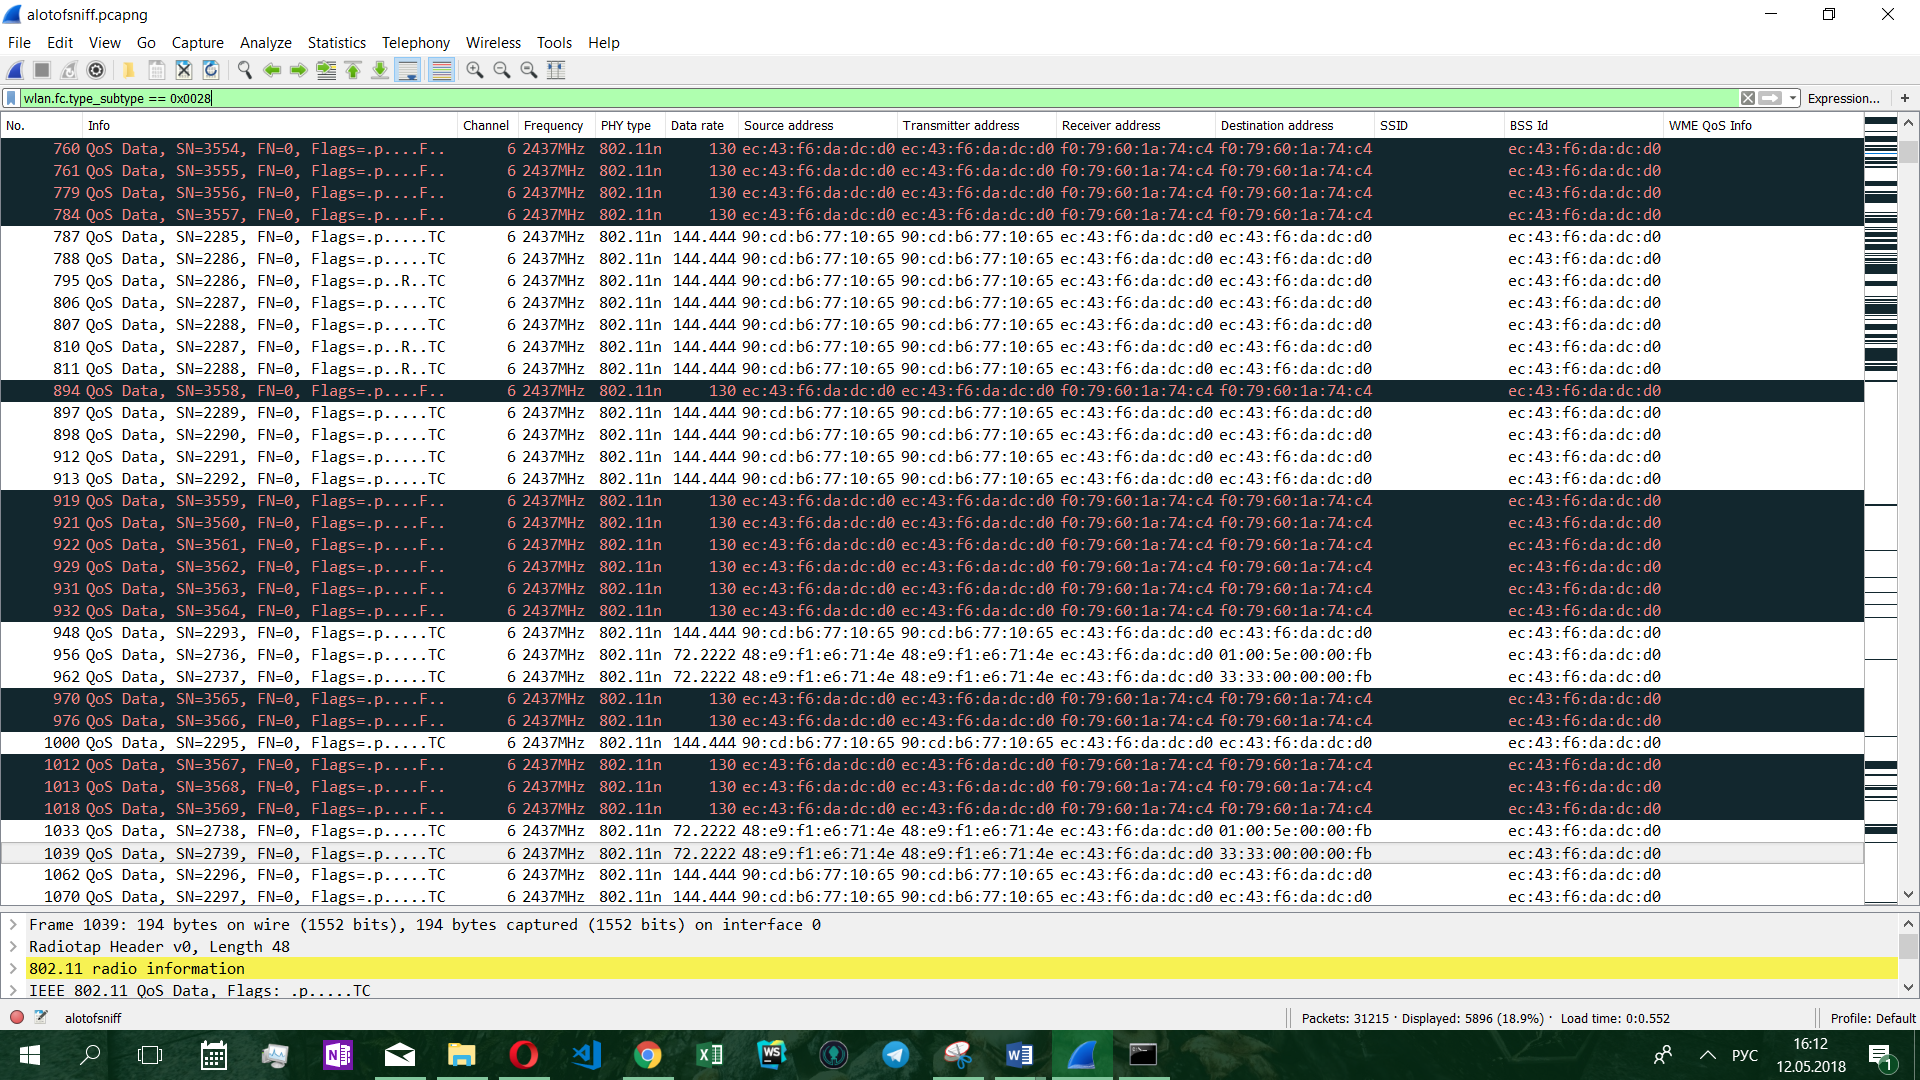 alotofsniff.pcapng
File Edit View Go Capture Analyze Statistics Telephony Wireless Tools Help
wlan.fc.type_subtype == 0x0028 Expression... +
No. Info Channel Frequency PHY type Data rate Source address Transmitter address Receiver address Destination address SSID BSS Id WME QoS Info
760 QoS Data, SN=3554, FN=0, Flags=.p....F.. 6 2437MHz 802.11n 130 ec:43:f6:da:dc:d0 ec:43:f6:da:dc:d0 f0:79:60:1a:74:c4 f0:79:60:1a:74:c4 ec:43:f6:da:dc:d0
761 QoS Data, SN=3555, FN=0, Flags=.p....F.. 6 2437MHz 802.11n 130 ec:43:f6:da:dc:d0 ec:43:f6:da:dc:d0 f0:79:60:1a:74:c4 f0:79:60:1a:74:c4 ec:43:f6:da:dc:d0
779 QoS Data, SN=3556, FN=0, Flags=.p....F.. 6 2437MHz 802.11n 130 ec:43:f6:da:dc:d0 ec:43:f6:da:dc:d0 f0:79:60:1a:74:c4 f0:79:60:1a:74:c4 ec:43:f6:da:dc:d0
784 QoS Data, SN=3557, FN=0, Flags=.p....F.. 6 2437MHz 802.11n 130 ec:43:f6:da:dc:d0 ec:43:f6:da:dc:d0 f0:79:60:1a:74:c4 f0:79:60:1a:74:c4 ec:43:f6:da:dc:d0
787 QoS Data, SN=2285, FN=0, Flags=.p.....TC 6 2437MHz 802.11n 144.444 90:cd:b6:77:10:65 90:cd:b6:77:10:65 ec:43:f6:da:dc:d0 ec:43:f6:da:dc:d0 ec:43:f6:da:dc:d0
788 QoS Data, SN=2286, FN=0, Flags=.p.....TC 6 2437MHz 802.11n 144.444 90:cd:b6:77:10:65 90:cd:b6:77:10:65 ec:43:f6:da:dc:d0 ec:43:f6:da:dc:d0 ec:43:f6:da:dc:d0
795 QoS Data, SN=2286, FN=0, Flags=.p..R..TC 6 2437MHz 802.11n 144.444 90:cd:b6:77:10:65 90:cd:b6:77:10:65 ec:43:f6:da:dc:d0 ec:43:f6:da:dc:d0 ec:43:f6:da:dc:d0
806 QoS Data, SN=2287, FN=0, Flags=.p.....TC 6 2437MHz 802.11n 144.444 90:cd:b6:77:10:65 90:cd:b6:77:10:65 ec:43:f6:da:dc:d0 ec:43:f6:da:dc:d0 ec:43:f6:da:dc:d0
807 QoS Data, SN=2288, FN=0, Flags=.p.....TC 6 2437MHz 802.11n 144.444 90:cd:b6:77:10:65 90:cd:b6:77:10:65 ec:43:f6:da:dc:d0 ec:43:f6:da:dc:d0 ec:43:f6:da:dc:d0
810 QoS Data, SN=2287, FN=0, Flags=.p..R..TC 6 2437MHz 802.11n 144.444 90:cd:b6:77:10:65 90:cd:b6:77:10:65 ec:43:f6:da:dc:d0 ec:43:f6:da:dc:d0 ec:43:f6:da:dc:d0
811 QoS Data, SN=2288, FN=0, Flags=.p..R..TC 6 2437MHz 802.11n 144.444 90:cd:b6:77:10:65 90:cd:b6:77:10:65 ec:43:f6:da:dc:d0 ec:43:f6:da:dc:d0 ec:43:f6:da:dc:d0
894 QoS Data, SN=3558, FN=0, Flags=.p....F.. 6 2437MHz 802.11n 130 ec:43:f6:da:dc:d0 ec:43:f6:da:dc:d0 f0:79:60:1a:74:c4 f0:79:60:1a:74:c4 ec:43:f6:da:dc:d0
897 QoS Data, SN=2289, FN=0, Flags=.p.....TC 6 2437MHz 802.11n 144.444 90:cd:b6:77:10:65 90:cd:b6:77:10:65 ec:43:f6:da:dc:d0 ec:43:f6:da:dc:d0 ec:43:f6:da:dc:d0
898 QoS Data, SN=2290, FN=0, Flags=.p.....TC 6 2437MHz 802.11n 144.444 90:cd:b6:77:10:65 90:cd:b6:77:10:65 ec:43:f6:da:dc:d0 ec:43:f6:da:dc:d0 ec:43:f6:da:dc:d0
912 QoS Data, SN=2291, FN=0, Flags=.p.....TC 6 2437MHz 802.11n 144.444 90:cd:b6:77:10:65 90:cd:b6:77:10:65 ec:43:f6:da:dc:d0 ec:43:f6:da:dc:d0 ec:43:f6:da:dc:d0
913 QoS Data, SN=2292, FN=0, Flags=.p.....TC 6 2437MHz 802.11n 144.444 90:cd:b6:77:10:65 90:cd:b6:77:10:65 ec:43:f6:da:dc:d0 ec:43:f6:da:dc:d0 ec:43:f6:da:dc:d0
919 QoS Data, SN=3559, FN=0, Flags=.p....F.. 6 2437MHz 802.11n 130 ec:43:f6:da:dc:d0 ec:43:f6:da:dc:d0 f0:79:60:1a:74:c4 f0:79:60:1a:74:c4 ec:43:f6:da:dc:d0
921 QoS Data, SN=3560, FN=0, Flags=.p....F.. 6 2437MHz 802.11n 130 ec:43:f6:da:dc:d0 ec:43:f6:da:dc:d0 f0:79:60:1a:74:c4 f0:79:60:1a:74:c4 ec:43:f6:da:dc:d0
922 QoS Data, SN=3561, FN=0, Flags=.p....F.. 6 2437MHz 802.11n 130 ec:43:f6:da:dc:d0 ec:43:f6:da:dc:d0 f0:79:60:1a:74:c4 f0:79:60:1a:74:c4 ec:43:f6:da:dc:d0
929 QoS Data, SN=3562, FN=0, Flags=.p....F.. 6 2437MHz 802.11n 130 ec:43:f6:da:dc:d0 ec:43:f6:da:dc:d0 f0:79:60:1a:74:c4 f0:79:60:1a:74:c4 ec:43:f6:da:dc:d0
931 QoS Data, SN=3563, FN=0, Flags=.p....F.. 6 2437MHz 802.11n 130 ec:43:f6:da:dc:d0 ec:43:f6:da:dc:d0 f0:79:60:1a:74:c4 f0:79:60:1a:74:c4 ec:43:f6:da:dc:d0
932 QoS Data, SN=3564, FN=0, Flags=.p....F.. 6 2437MHz 802.11n 130 ec:43:f6:da:dc:d0 ec:43:f6:da:dc:d0 f0:79:60:1a:74:c4 f0:79:60:1a:74:c4 ec:43:f6:da:dc:d0
948 QoS Data, SN=2293, FN=0, Flags=.p.....TC 6 2437MHz 802.11n 144.444 90:cd:b6:77:10:65 90:cd:b6:77:10:65 ec:43:f6:da:dc:d0 ec:43:f6:da:dc:d0 ec:43:f6:da:dc:d0
956 QoS Data, SN=2736, FN=0, Flags=.p.....TC 6 2437MHz 802.11n 72.2222 48:e9:f1:e6:71:4e 48:e9:f1:e6:71:4e ec:43:f6:da:dc:d0 01:00:5e:00:00:fb ec:43:f6:da:dc:d0
962 QoS Data, SN=2737, FN=0, Flags=.p.....TC 6 2437MHz 802.11n 72.2222 48:e9:f1:e6:71:4e 48:e9:f1:e6:71:4e ec:43:f6:da:dc:d0 33:33:00:00:00:fb ec:43:f6:da:dc:d0
970 QoS Data, SN=3565, FN=0, Flags=.p....F.. 6 2437MHz 802.11n 130 ec:43:f6:da:dc:d0 ec:43:f6:da:dc:d0 f0:79:60:1a:74:c4 f0:79:60:1a:74:c4 ec:43:f6:da:dc:d0
976 QoS Data, SN=3566, FN=0, Flags=.p....F.. 6 2437MHz 802.11n 130 ec:43:f6:da:dc:d0 ec:43:f6:da:dc:d0 f0:79:60:1a:74:c4 f0:79:60:1a:74:c4 ec:43:f6:da:dc:d0
1000 QoS Data, SN=2295, FN=0, Flags=.p.....TC 6 2437MHz 802.11n 144.444 90:cd:b6:77:10:65 90:cd:b6:77:10:65 ec:43:f6:da:dc:d0 ec:43:f6:da:dc:d0 ec:43:f6:da:dc:d0
1012 QoS Data, SN=3567, FN=0, Flags=.p....F.. 6 2437MHz 802.11n 130 ec:43:f6:da:dc:d0 ec:43:f6:da:dc:d0 f0:79:60:1a:74:c4 f0:79:60:1a:74:c4 ec:43:f6:da:dc:d0
1013 QoS Data, SN=3568, FN=0, Flags=.p....F.. 6 2437MHz 802.11n 130 ec:43:f6:da:dc:d0 ec:43:f6:da:dc:d0 f0:79:60:1a:74:c4 f0:79:60:1a:74:c4 ec:43:f6:da:dc:d0
1018 QoS Data, SN=3569, FN=0, Flags=.p....F.. 6 2437MHz 802.11n 130 ec:43:f6:da:dc:d0 ec:43:f6:da:dc:d0 f0:79:60:1a:74:c4 f0:79:60:1a:74:c4 ec:43:f6:da:dc:d0
1033 QoS Data, SN=2738, FN=0, Flags=.p.....TC 6 2437MHz 802.11n 72.2222 48:e9:f1:e6:71:4e 48:e9:f1:e6:71:4e ec:43:f6:da:dc:d0 01:00:5e:00:00:fb ec:43:f6:da:dc:d0
1039 QoS Data, SN=2739, FN=0, Flags=.p.....TC 6 2437MHz 802.11n 72.2222 48:e9:f1:e6:71:4e 48:e9:f1:e6:71:4e ec:43:f6:da:dc:d0 33:33:00:00:00:fb ec:43:f6:da:dc:d0
1062 QoS Data, SN=2296, FN=0, Flags=.p.....TC 6 2437MHz 802.11n 144.444 90:cd:b6:77:10:65 90:cd:b6:77:10:65 ec:43:f6:da:dc:d0 ec:43:f6:da:dc:d0 ec:43:f6:da:dc:d0
1070 QoS Data, SN=2297, FN=0, Flags=.p.....TC 6 2437MHz 802.11n 144.444 90:cd:b6:77:10:65 90:cd:b6:77:10:65 ec:43:f6:da:dc:d0 ec:43:f6:da:dc:d0 ec:43:f6:da:dc:d0
Frame 1039: 194 bytes on wire (1552 bits), 194 bytes captured (1552 bits) on interface 0
Radiotap Header v0, Length 48
802.11 radio information
IEEE 802.11 QoS Data, Flags: .p.....TC
alotofsniff Packets: 31215 · Displayed: 5896 (18.9%) · Load time: 0:0.552 Profile: Default
РУС 16:12
12.05.2018 1